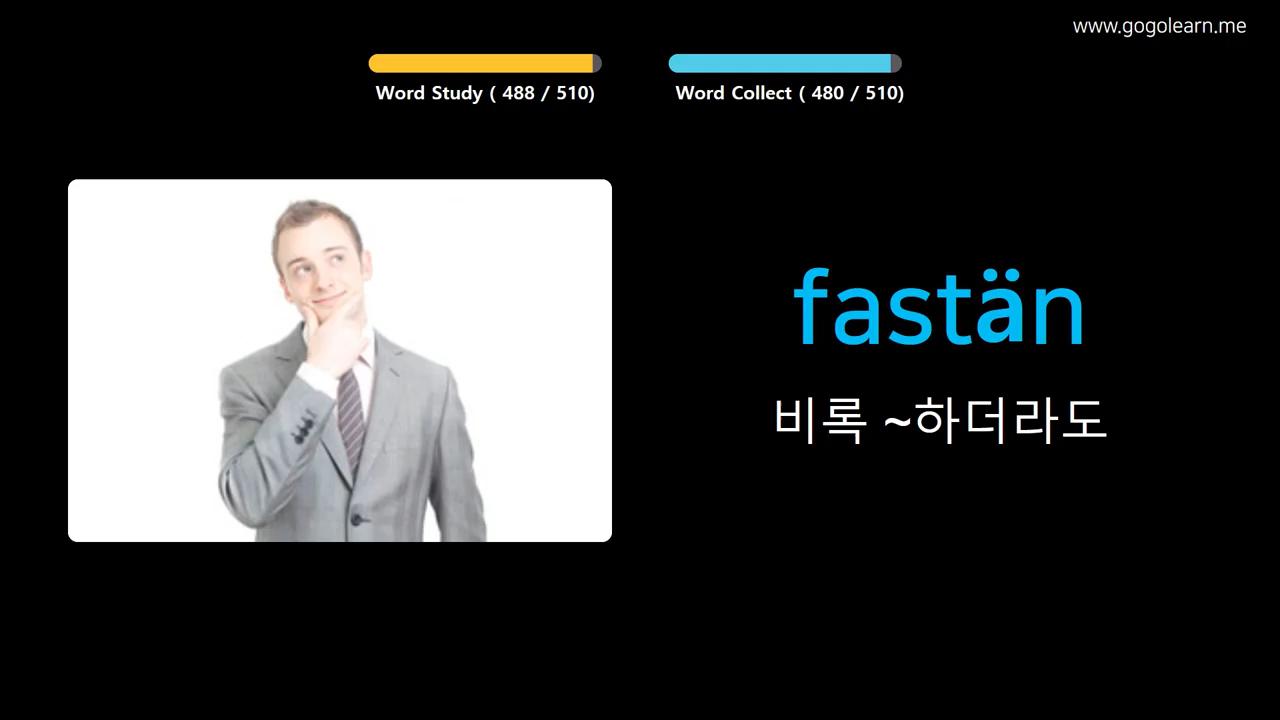 www.gogolearn.me
Word Study ( 488 / 510)
Word Collect ( 480 / 510)
fastän
비록 ~하더라도